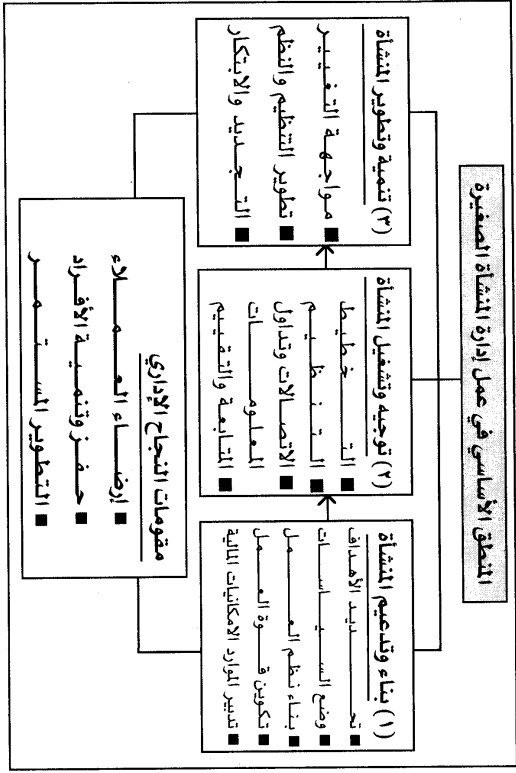 المنطق الأساسي في عمل إدارة المنشأة الصغيرة
(١) بناء وتدعيم المنشأة
■ تحديد الأهداف
■ وضع السياسات
■ بناء نظم العمل
■ تكوين قوة العمل
■ تدبير الموارد الامكانيات المالية
(٢) توجيه وتشغيل المنشأة
■ التخطيط
■ التنظيم
■ الاتصالات وتداول
المعلومات
■ المتابعة والتقييم
(٣) تنمية وتطوير المنشأة
■ مواجهة التغيير
■ تطوير التنظيم والنظم
■ التجديد والابتكار
مقومات النجاح الإداري
■ إرضاء العملاء
■ حفز وتنمية الأفراد
■ التطوير المستمر